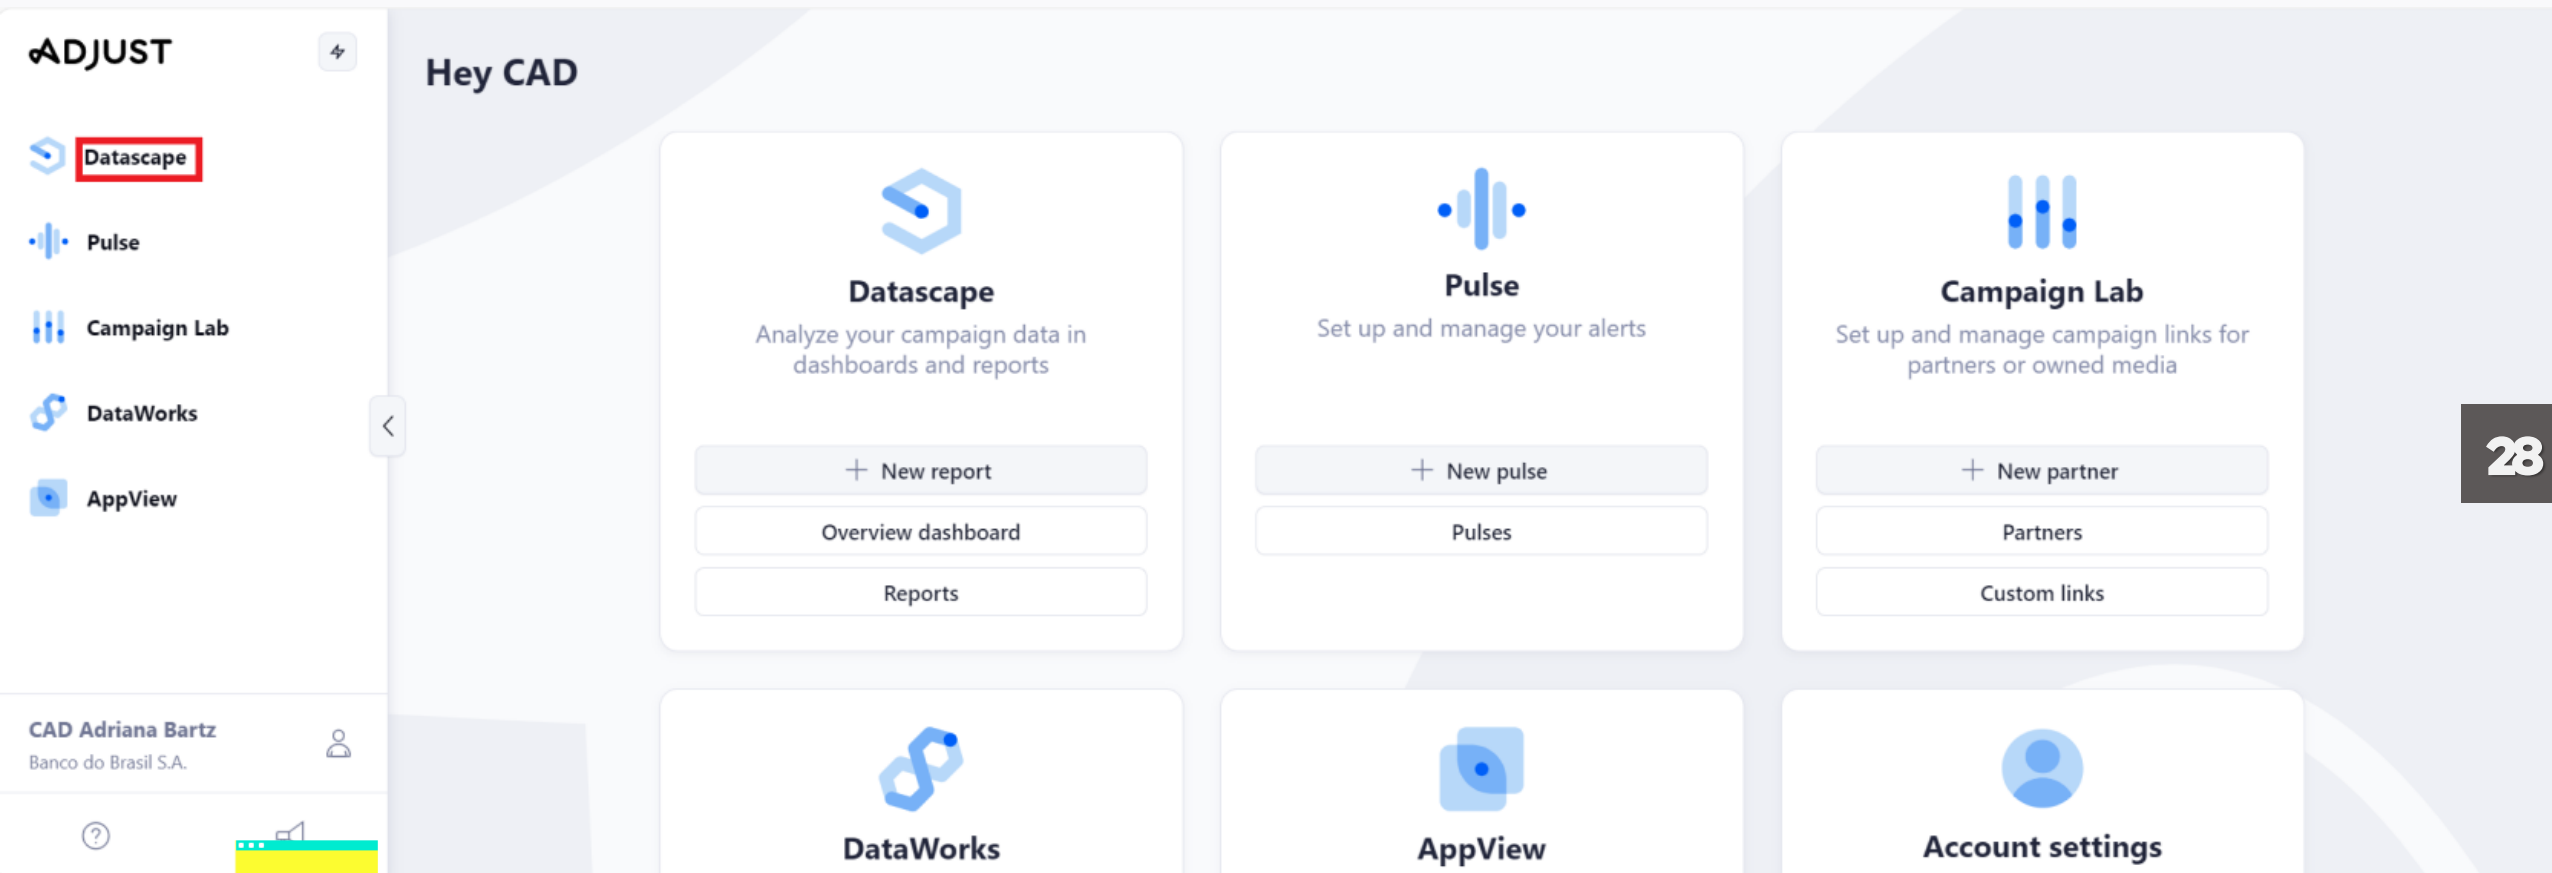 ADJUST
Datascape
Pulse
Campaign Lab
DataWorks
AppView
CAD Adriana Bartz
Banco do Brasil S.A.
Hey CAD
Datascape
Analyze your campaign data in
dashboards and reports
+ New report
Overview dashboard
Reports
Pulse
Set up and manage your alerts
+ New pulse
Pulses
Campaign Lab
Set up and manage campaign links for
partners or owned media
+ New partner
Partners
Custom links
DataWorks
AppView
Account settings
28